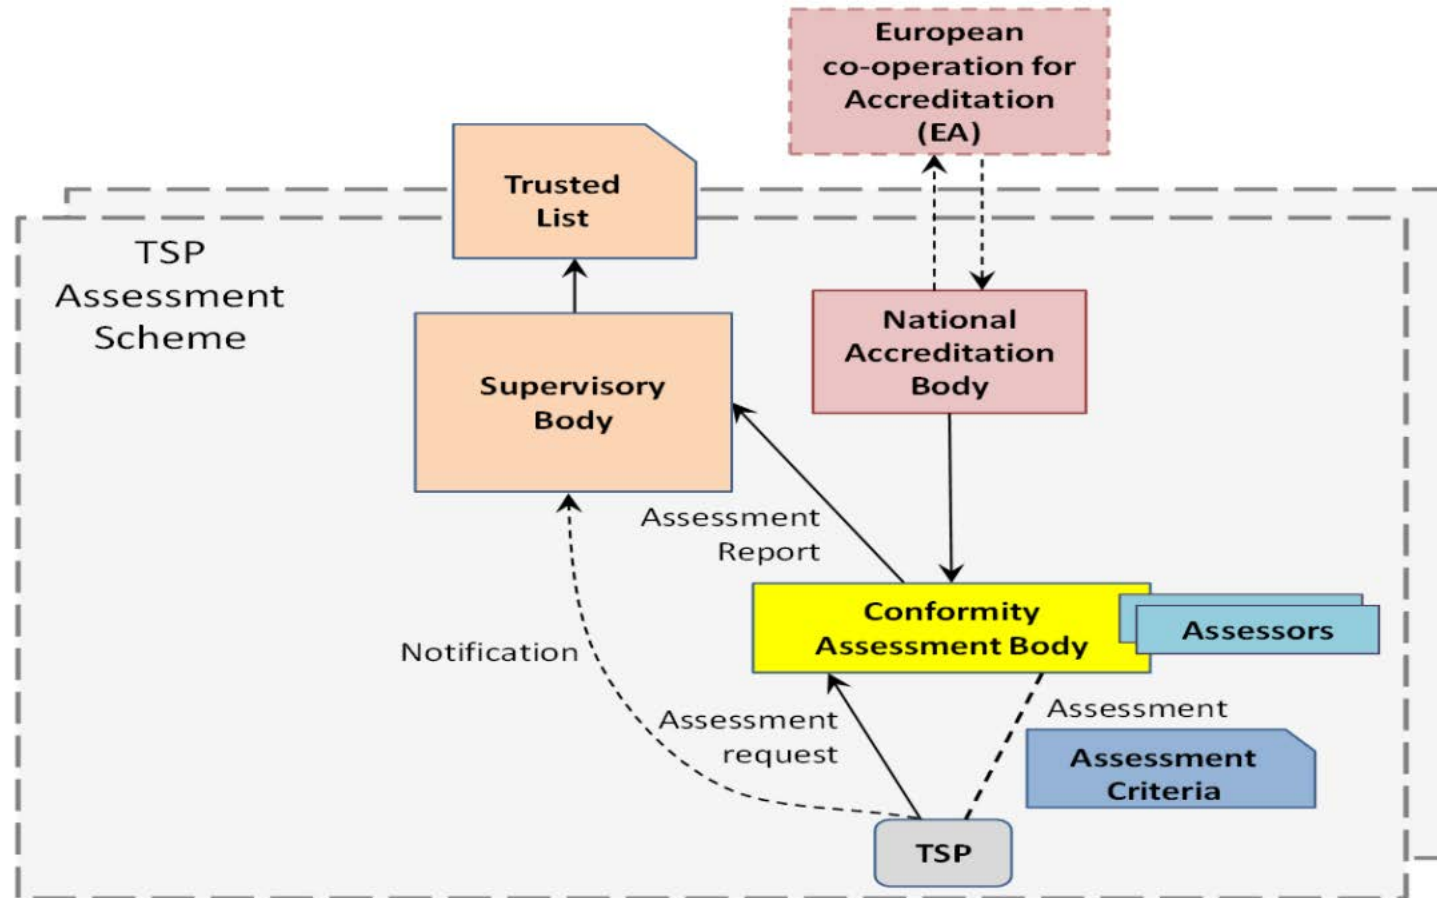 European
co-operation for
Accreditation
(EA)
Trusted
List
TSP
Assessment
Scheme
National
Accreditation
Body
Supervisory
Body
Assessment
Report
Conformity
Assessment Body
Assessors
Notification
Assessment
request
Assessment
Assessment
Criteria
TSP